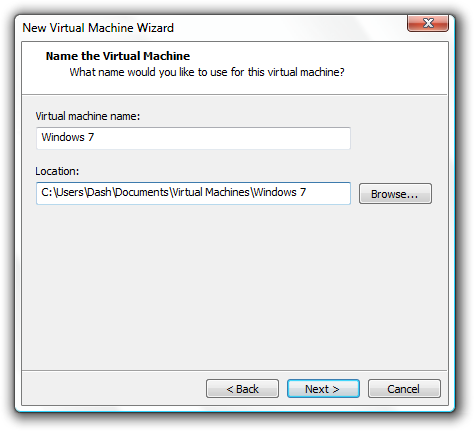 New Virtual Machine Wizard
Name the Virtual Machine
What name would you like to use for this virtual machine?
Virtual machine name:
Windows 7
Location:
C:\Users\Dash\Documents\Virtual Machines\Windows 7
Browse...
< Back
Next >
Cancel